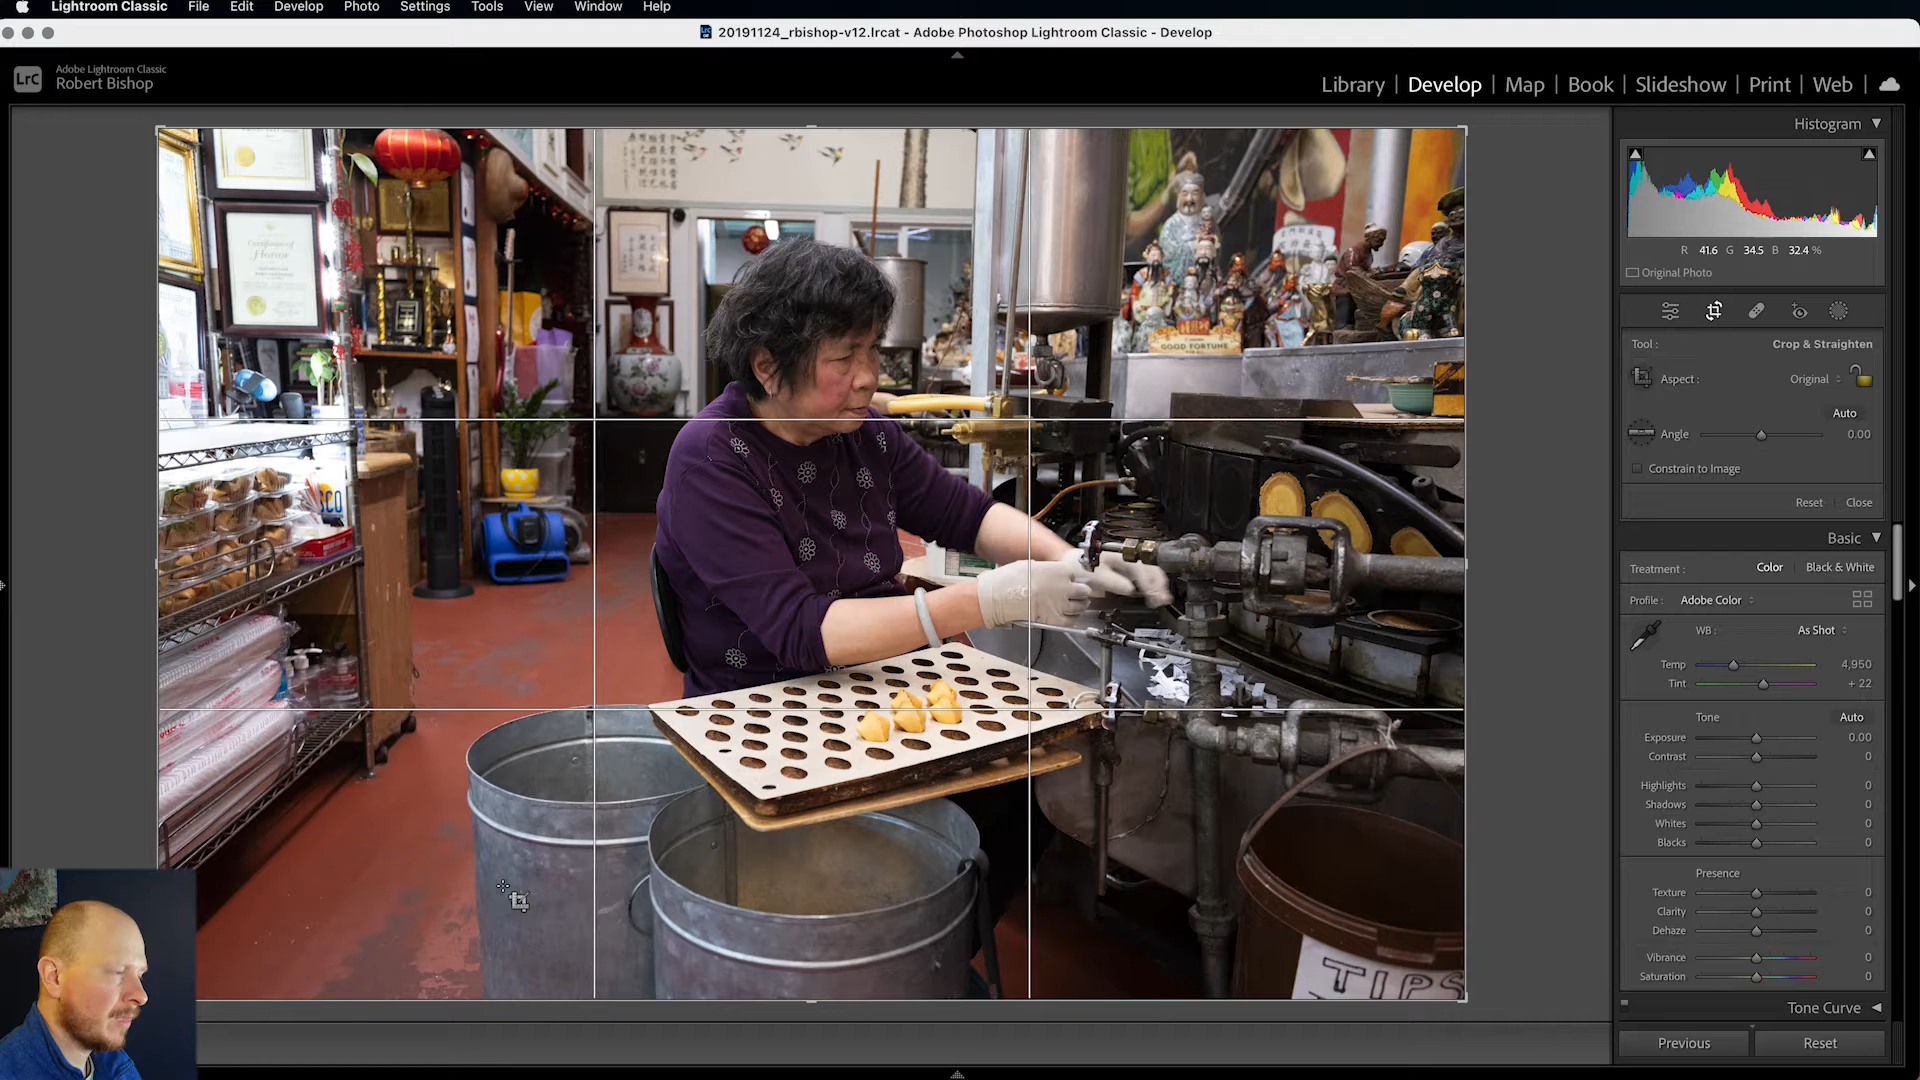 Lightroom Classic File Edit Develop Photo Settings Tools View Window Help
20191124_rbishop-v12.lrcat - Adobe Photoshop Lightroom Classic - Develop
LrC
Adobe Lightroom Classic
Robert Bishop
Library | Develop | Map | Book | Slideshow | Print | Web
Histogram
R 41.6 G 34.5 B 32.4 %
Original Photo
Tool : Crop & Straighten
Aspect : Original
Auto
Angle 0.00
Constrain to Image
Reset Close
Basic
Treatment : Color Black & White
Profile : Adobe Color
WB : As Shot
Temp 4,950
Tint + 22
Tone Auto
Exposure 0.00
Contrast 0
Highlights 0
Shadows 0
Whites 0
Blacks 0
Presence
Texture 0
Clarity 0
Dehaze 0
Vibrance 0
Saturation 0
Tone Curve
Previous Reset
Certificate of
Honor
GOOD FORTUNE
SCO
TIPS